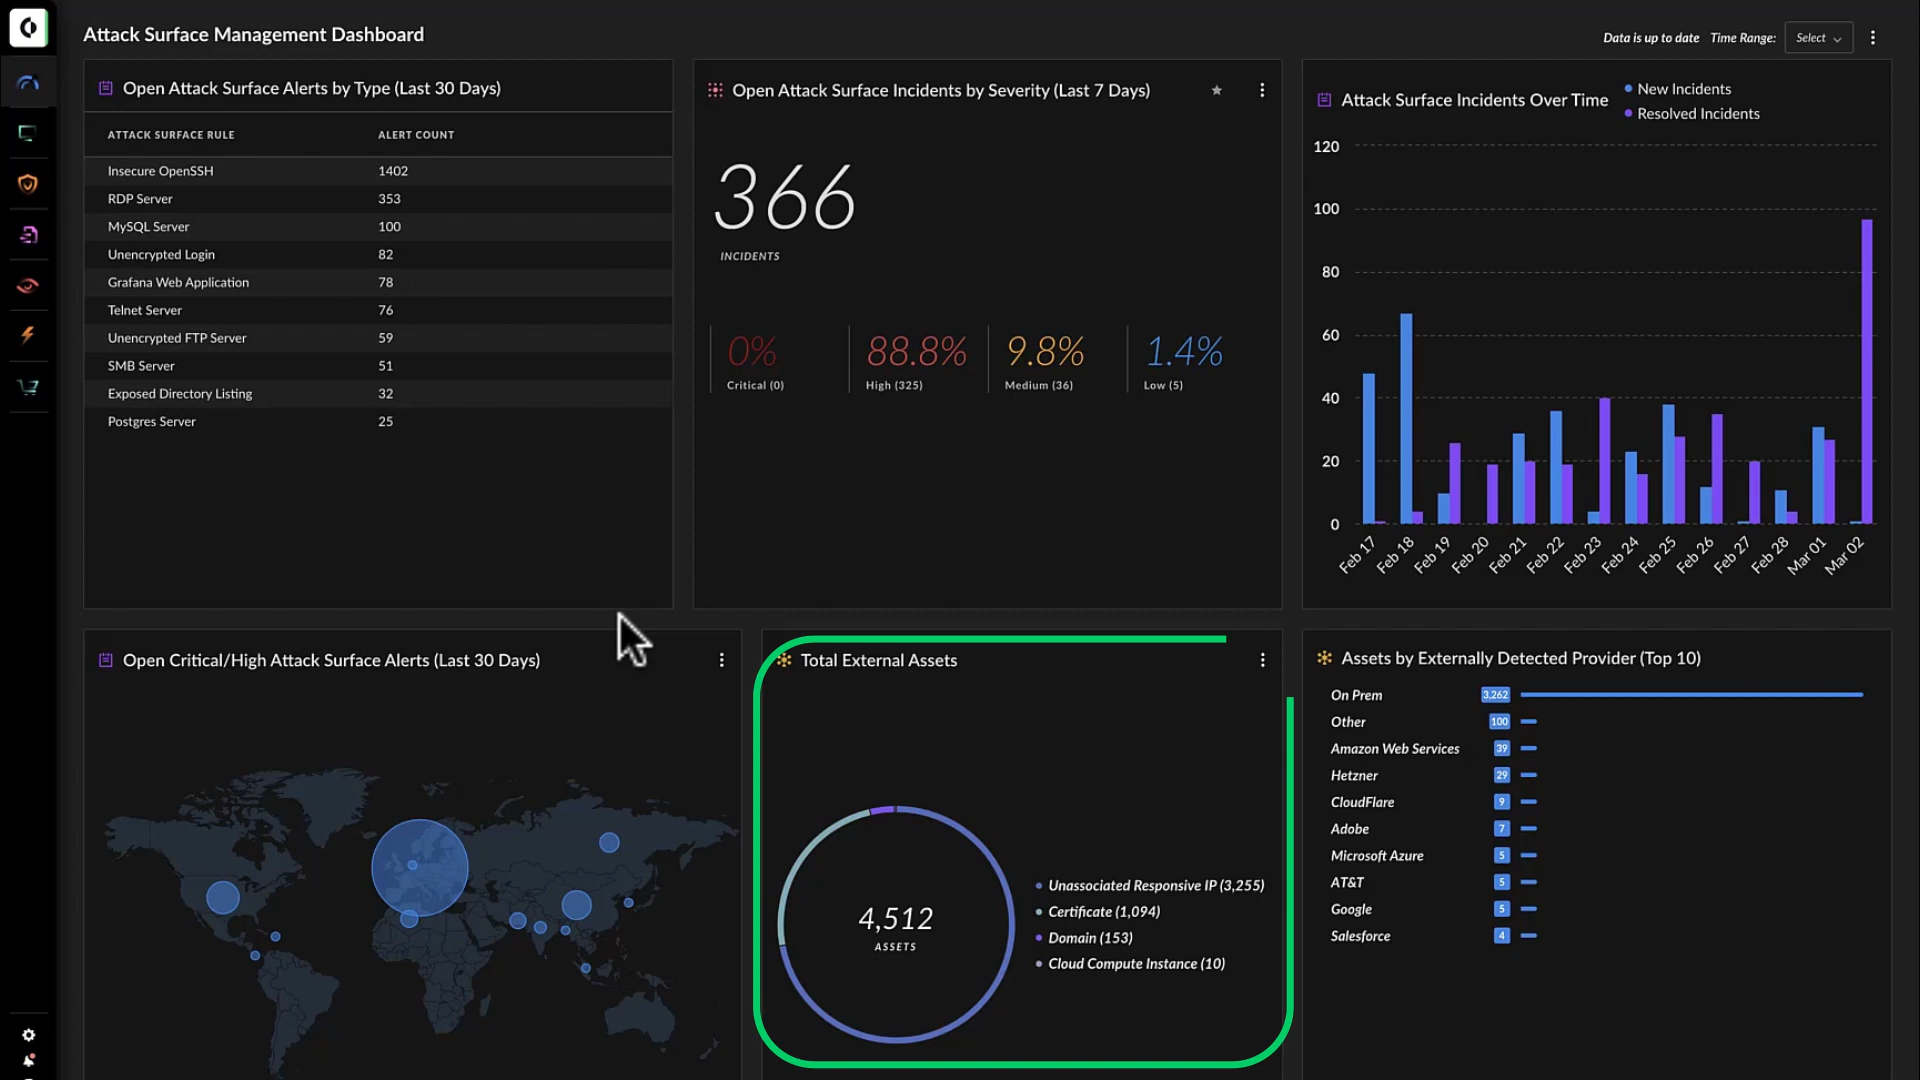 Attack Surface Management Dashboard
Data is up to date Time Range: Select
Open Attack Surface Alerts by Type (Last 30 Days)
ATTACK SURFACE RULE ALERT COUNT
Insecure OpenSSH 1402
RDP Server 353
MySQL Server 100
Unencrypted Login 82
Grafana Web Application 78
Telnet Server 76
Unencrypted FTP Server 59
SMB Server 51
Exposed Directory Listing 32
Postgres Server 25
Open Attack Surface Incidents by Severity (Last 7 Days)
366
INCIDENTS
0% 88.8% 9.8% 1.4%
Critical (0) High (325) Medium (36) Low (5)
Attack Surface Incidents Over Time
New Incidents
Resolved Incidents
120
100
80
60
40
20
0
Feb 17 Feb 18 Feb 19 Feb 20 Feb 21 Feb 22 Feb 23 Feb 24 Feb 25 Feb 26 Feb 27 Feb 28 Mar 01 Mar 02
Open Critical/High Attack Surface Alerts (Last 30 Days)
Total External Assets
4,512
ASSETS
Unassociated Responsive IP (3,255)
Certificate (1,094)
Domain (153)
Cloud Compute Instance (10)
Assets by Externally Detected Provider (Top 10)
On Prem 3,262
Other 100
Amazon Web Services 39
Hetzner 29
CloudFlare 9
Adobe 7
Microsoft Azure 5
AT&T 5
Google 5
Salesforce 4